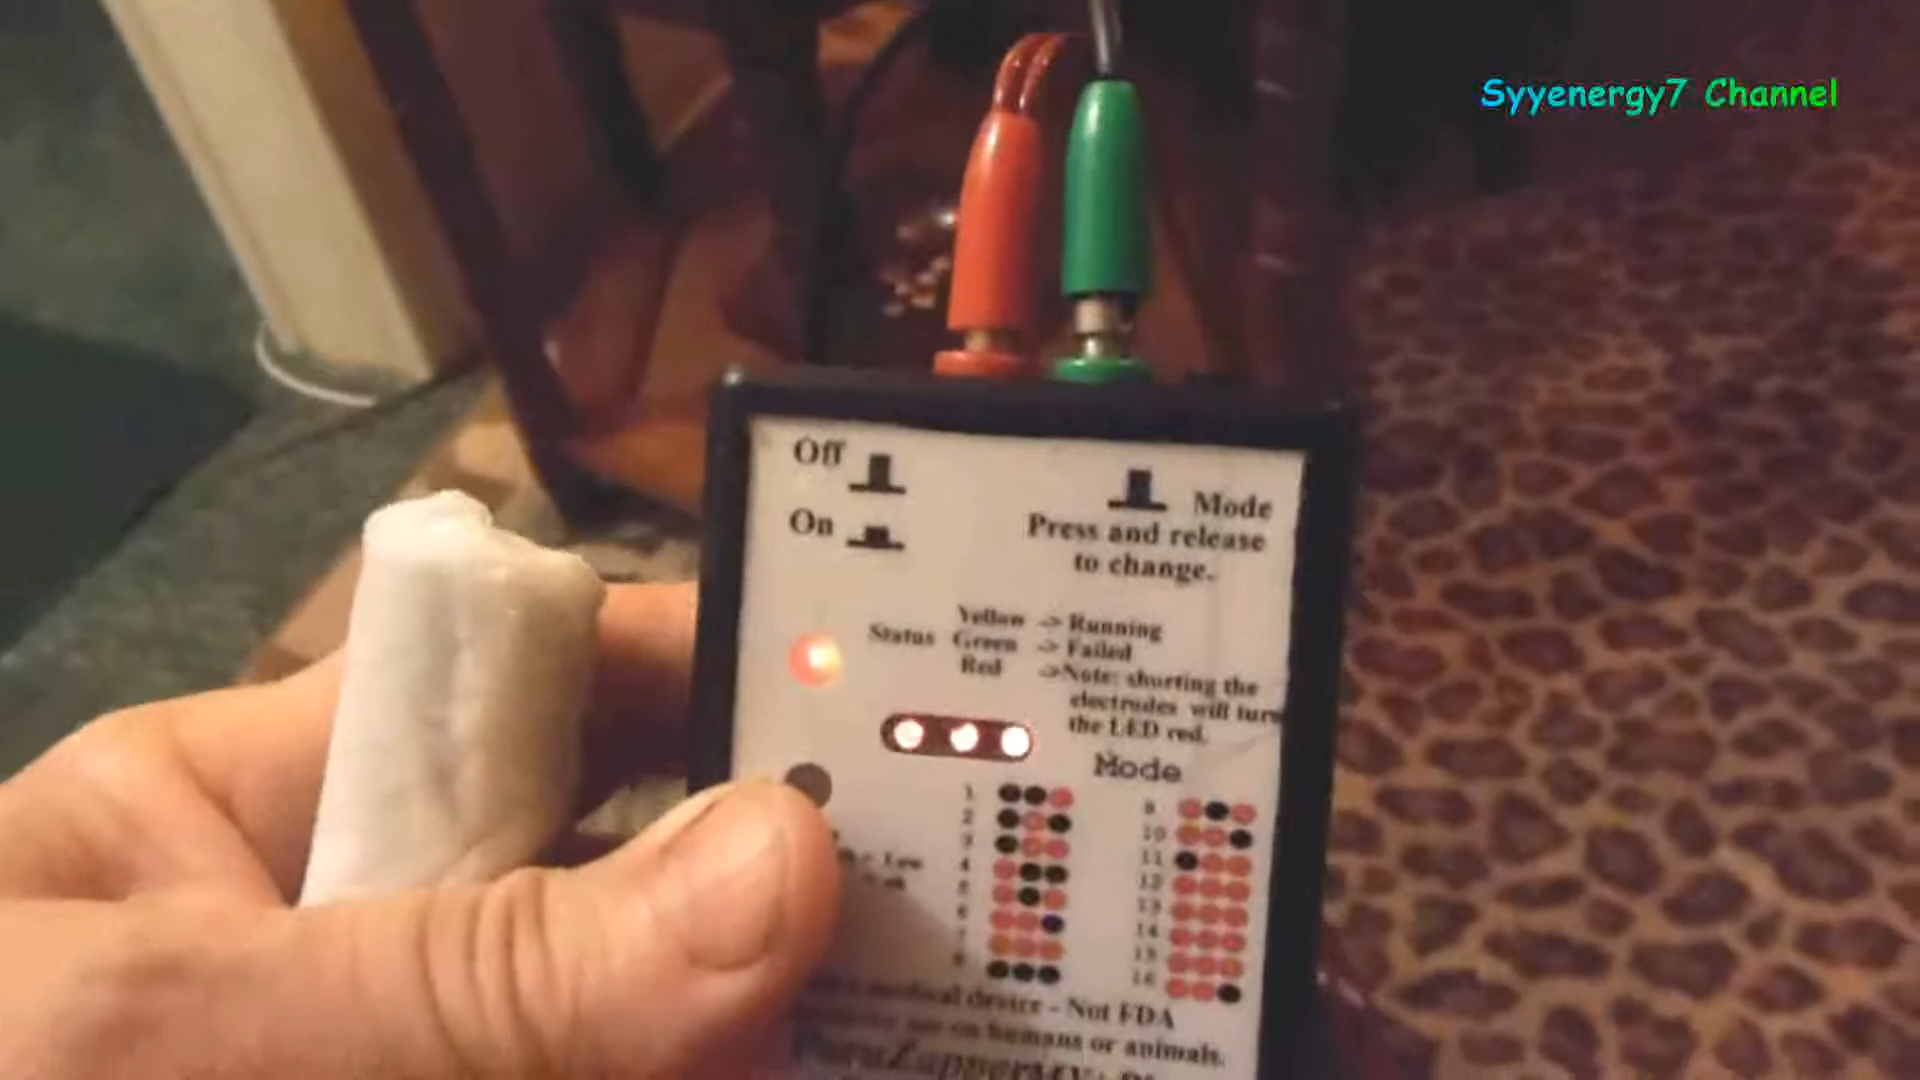 Syyenergy7 Channel
Off
On
Mode
Press and release
to change.
Yellow -> Running
Status Green -> Failed
Red ->Note: shorting the
electrodes will turn
the LED red.
Mode
1
2
3
4
5
6
9
10
11
12
13
14
15
16
Low
medical device - Not FDA
use on humans or animals.
ParaZapperMY